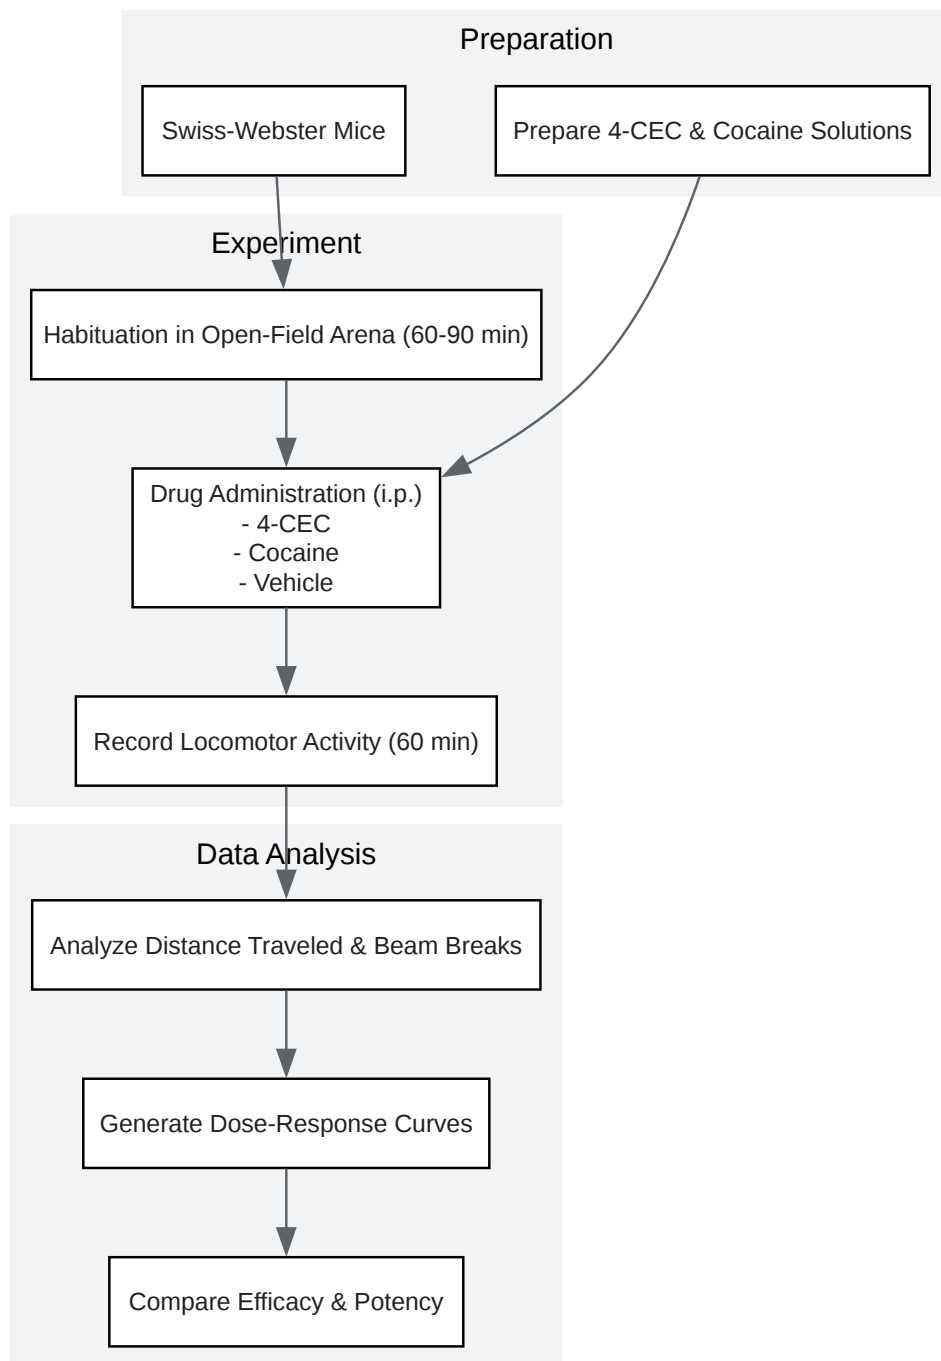 Preparation
Swiss-Webster Mice
Prepare 4-CEC & Cocaine Solutions
Experiment
Habituation in Open-Field Arena (60-90 min)
Drug Administration (i.p.)
- 4-CEC
- Cocaine
- Vehicle
Record Locomotor Activity (60 min)
Data Analysis
Analyze Distance Traveled & Beam Breaks
Generate Dose-Response Curves
Compare Efficacy & Potency